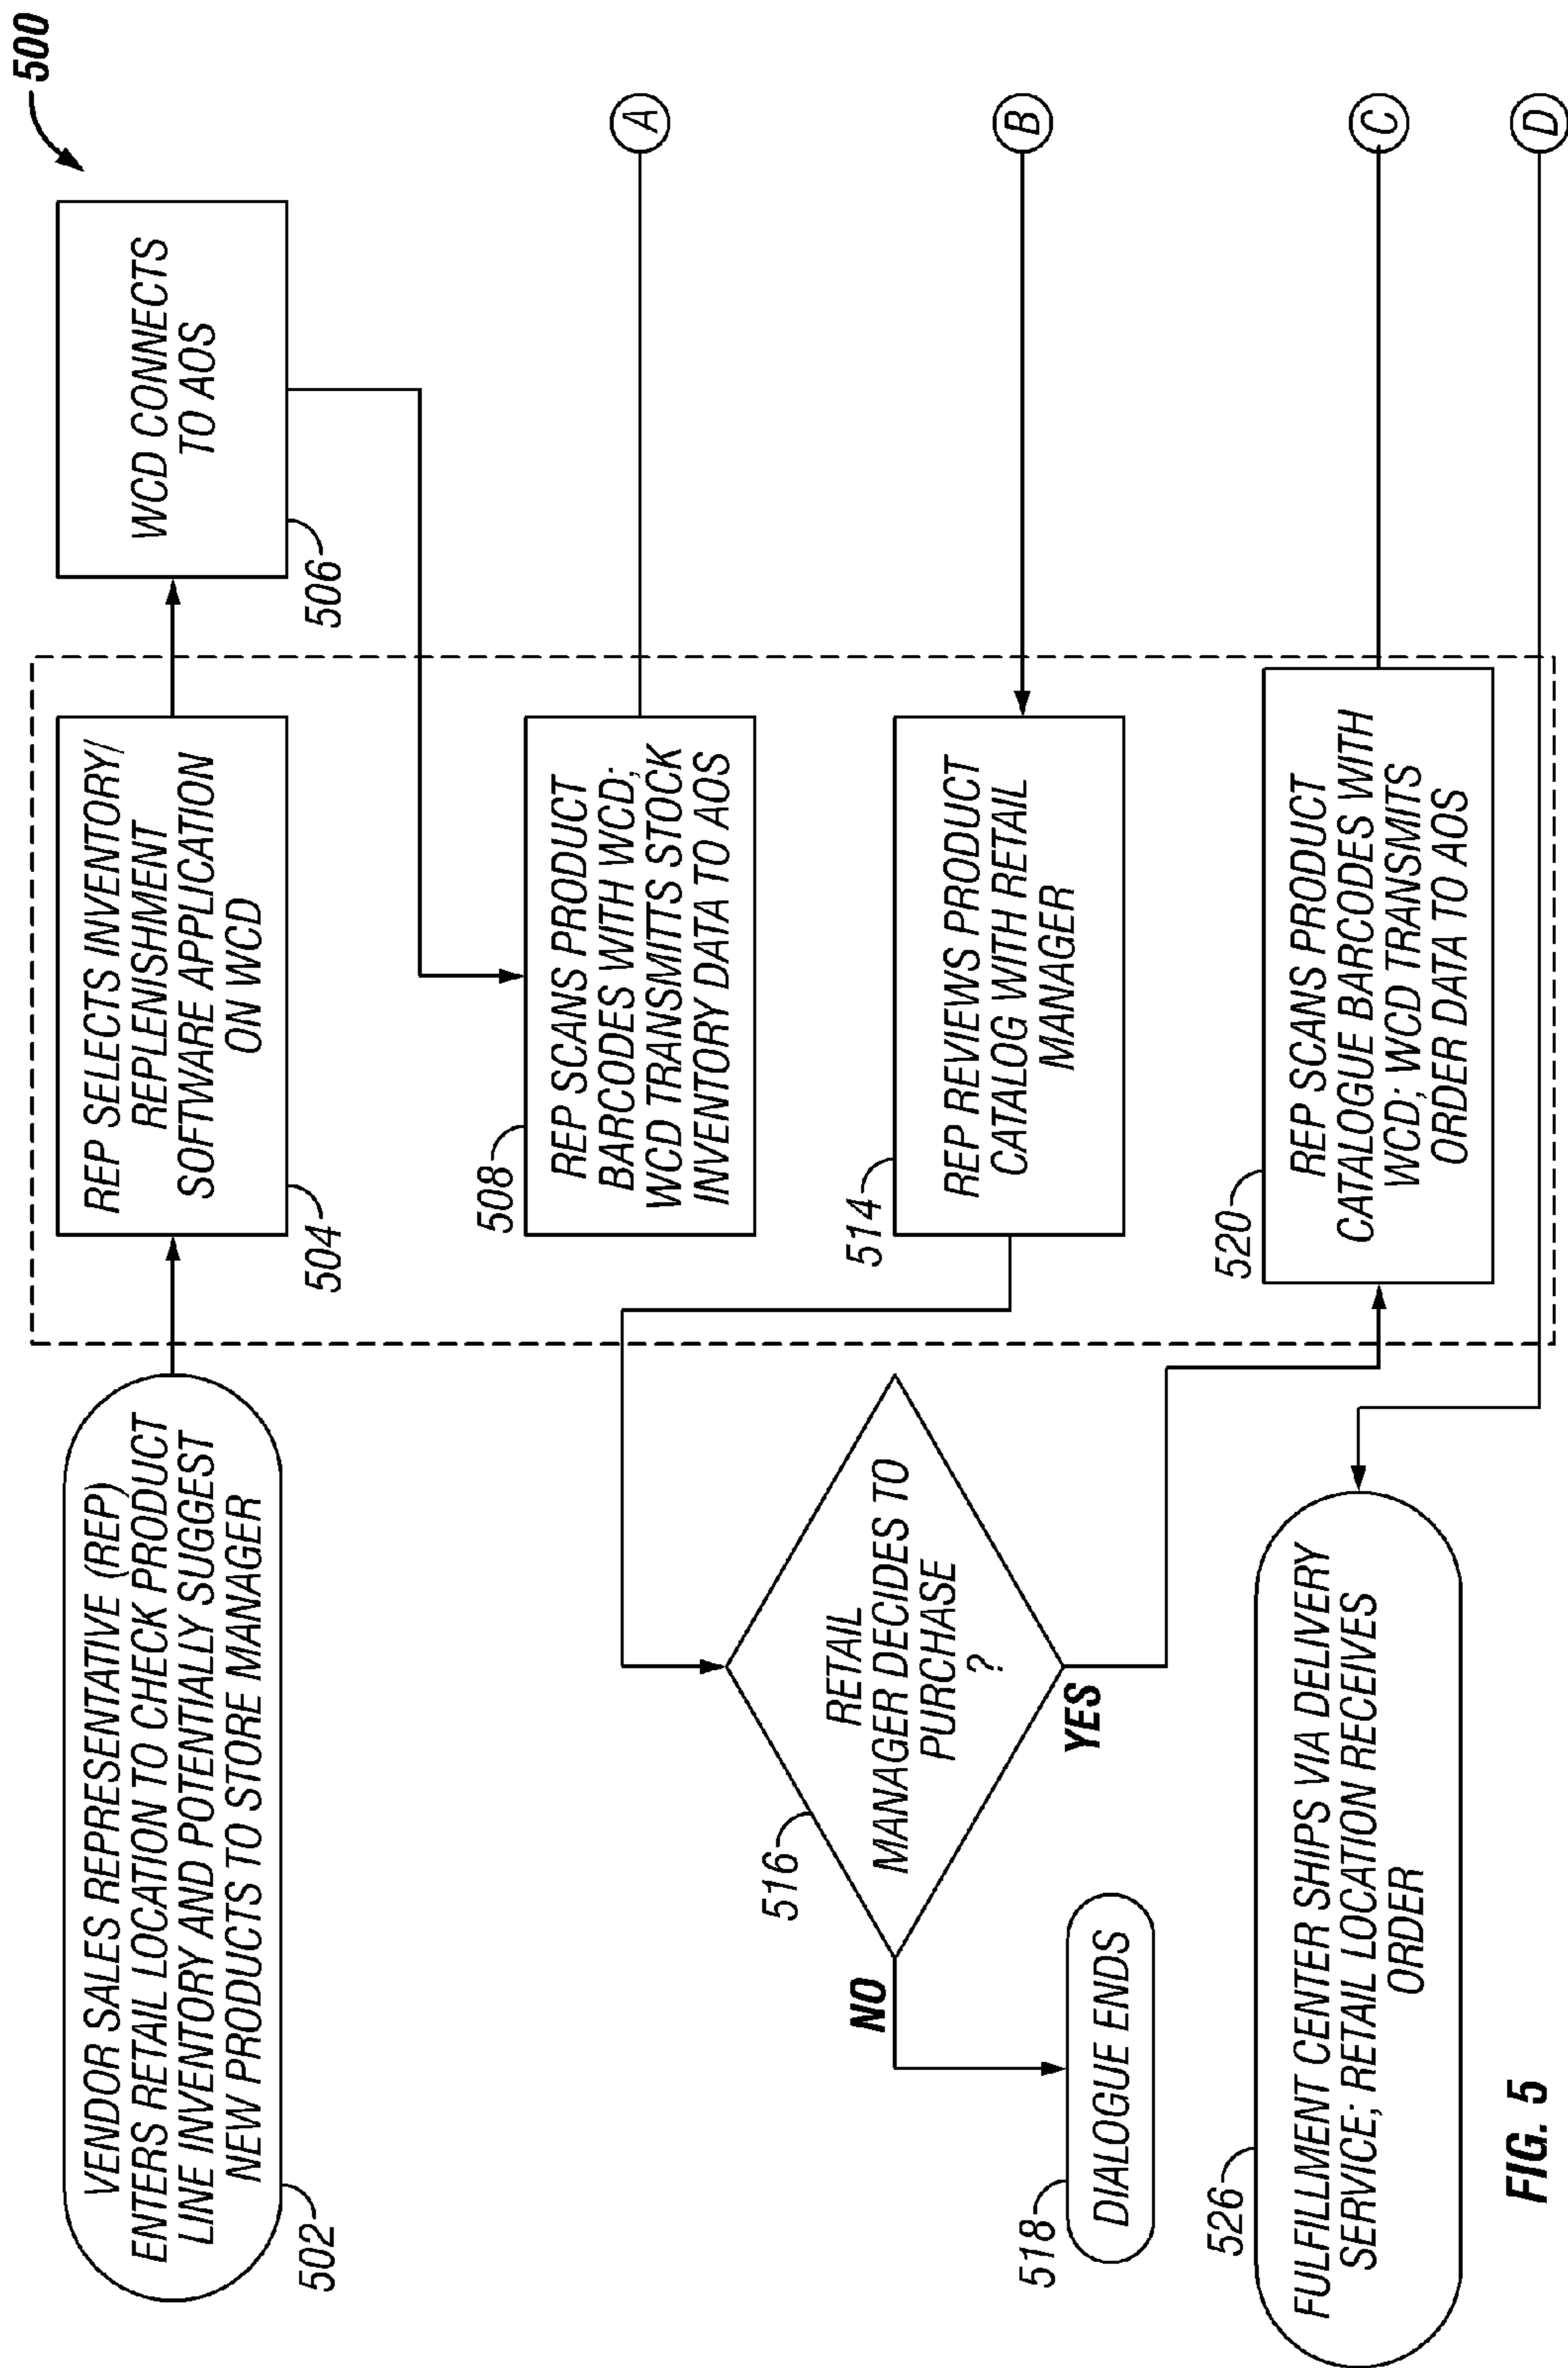 500
VENDOR SALES REPRESENTATIVE (REP)
ENTERS RETAIL LOCATION TO CHECK PRODUCT
LINE INVENTORY AND POTENTIALLY SUGGEST
NEW PRODUCTS TO STORE MANAGER
502
REP SELECTS INVENTORY/
REPLENISHMENT
SOFTWARE APPLICATION
ON WCD
504
WCD CONNECTS
TO AOS
506
508
REP SCANS PRODUCT
BARCODES WITH WCD;
WCD TRANSMITTS STOCK
INVENTORY DATA TO AOS
A
514
REP REVIEWS PRODUCT
CATALOG WITH RETAIL
MANAGER
B
516
RETAIL
MANAGER DECIDES TO
PURCHASE
?
NO
YES
518
DIALOGUE ENDS
520
REP SCANS PRODUCT
CATALOGUE BARCODES WITH
WCD; WCD TRANSMITS
ORDER DATA TO AOS
C
526
FULFILLMENT CENTER SHIPS VIA DELIVERY
SERVICE; RETAIL LOCATION RECEIVES
ORDER
D
FIG. 5